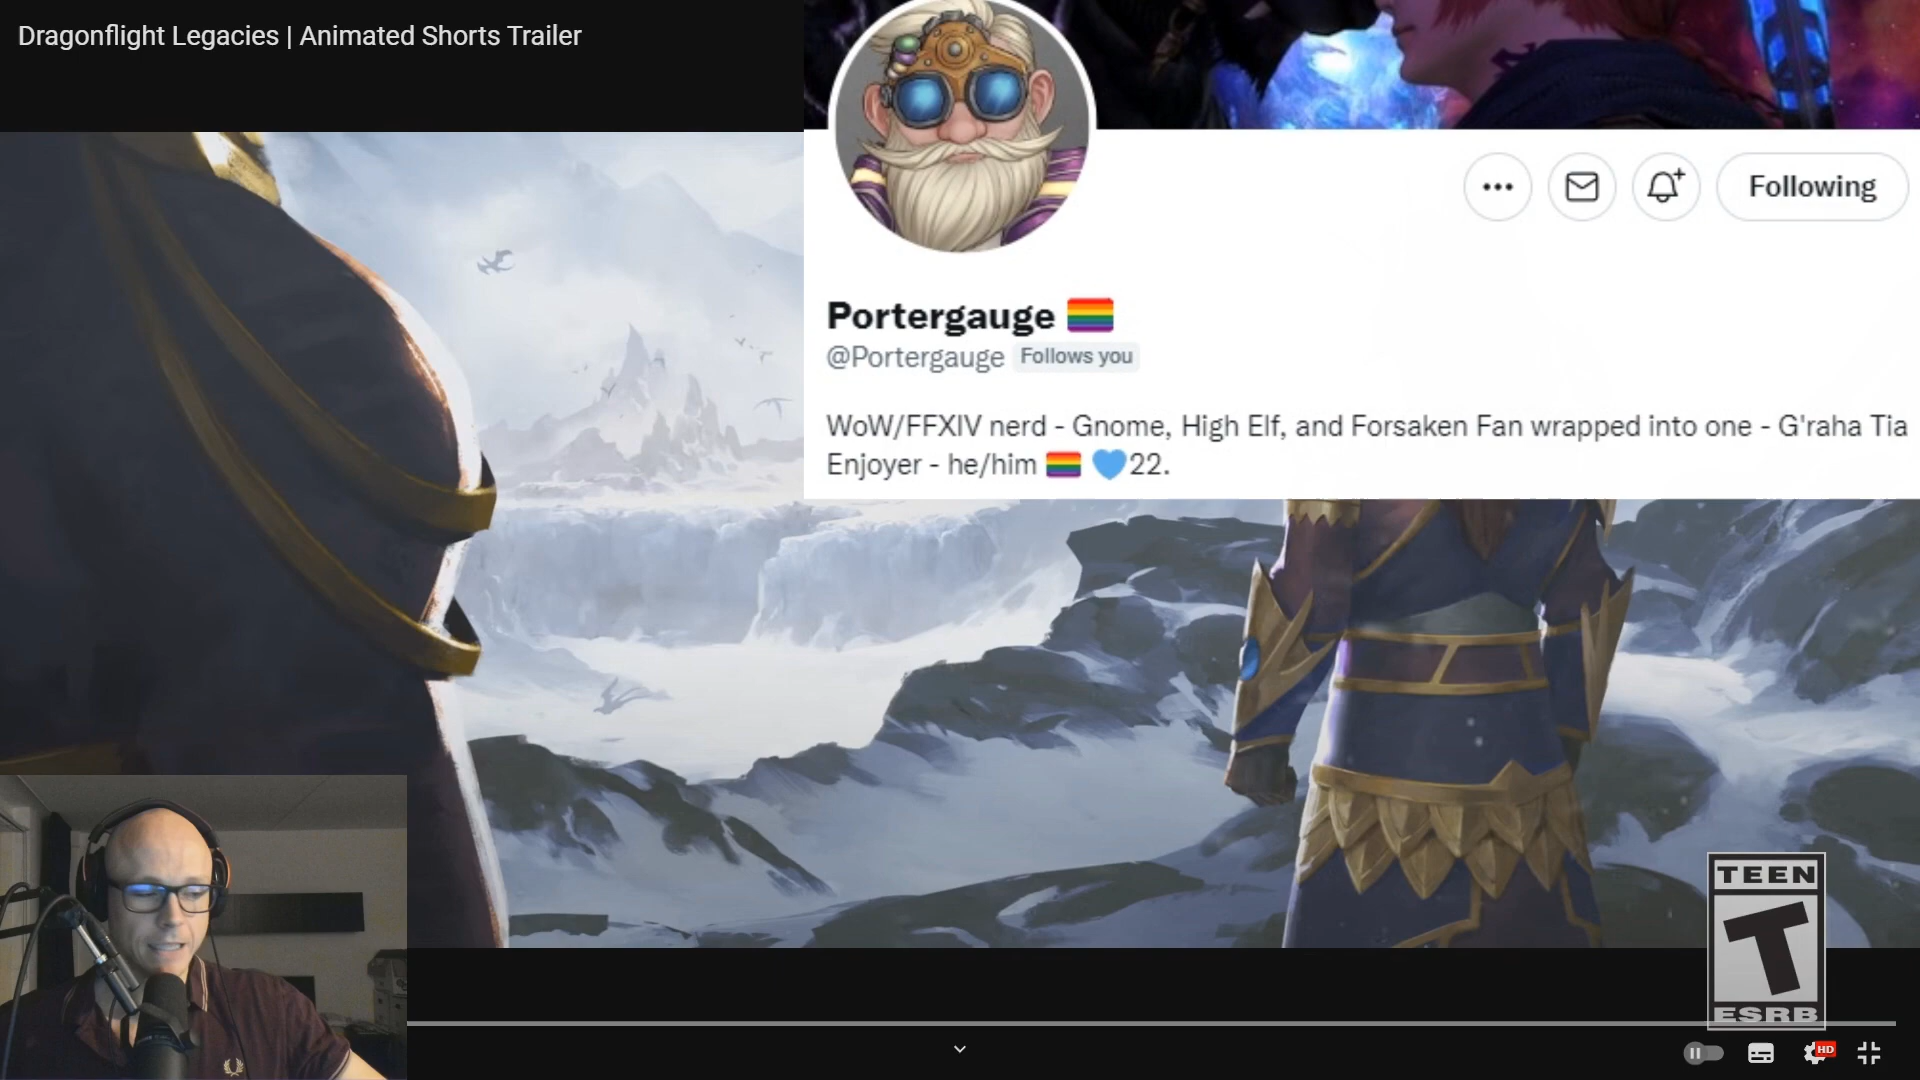 Dragonflight Legacies | Animated Shorts Trailer
Following
Portergauge 🏳️‍🌈
@Portergauge Follows you
WoW/FFXIV nerd - Gnome, High Elf, and Forsaken Fan wrapped into one - G'raha Tia
Enjoyer - he/him 🏳️‍🌈 💙22.
TEEN
T
ESRB
HD